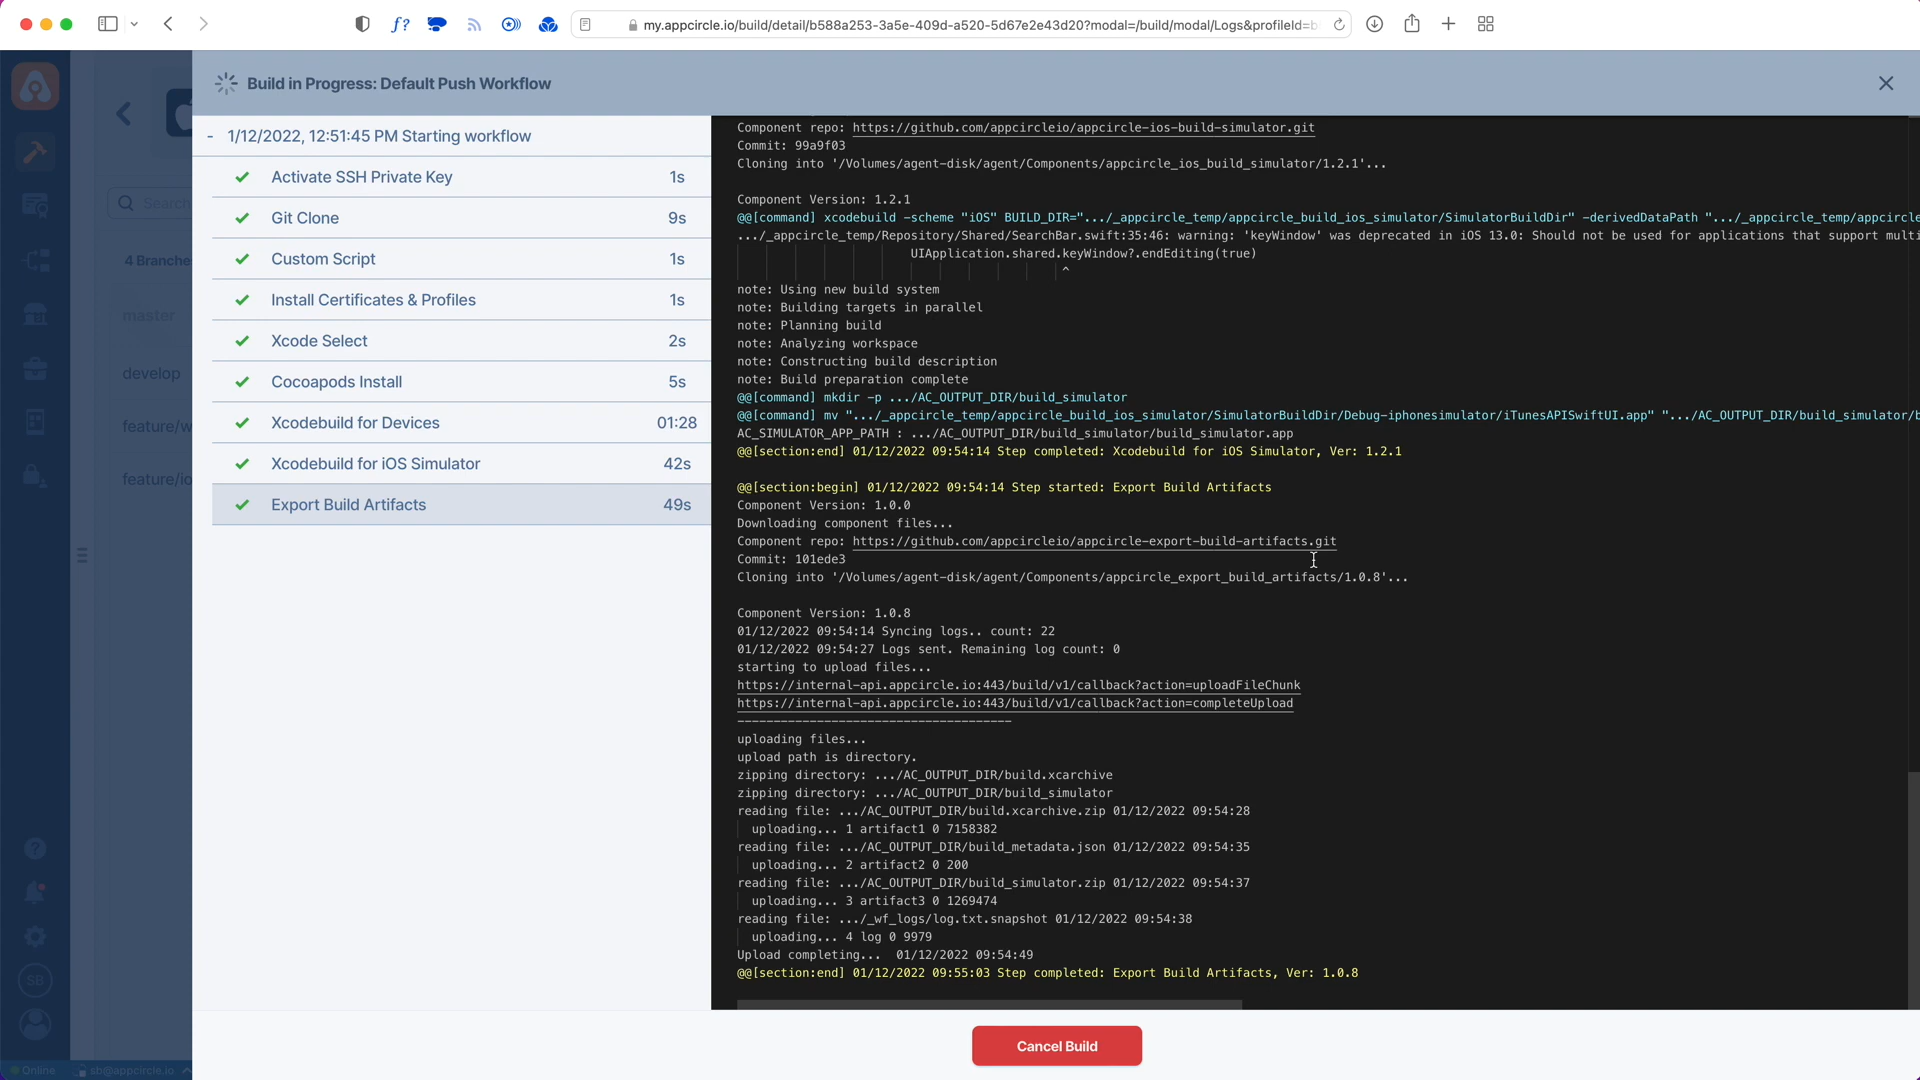 my.appcircle.io/build/detail/b588a253-3a5e-409d-a520-5d67e2e43d20?modal=/build/modal/Logs&profileId=b
Build in Progress: Default Push Workflow
- 1/12/2022, 12:51:45 PM Starting workflow
Activate SSH Private Key 1s
Git Clone 9s
Custom Script 1s
Install Certificates & Profiles 1s
Xcode Select 2s
Cocoapods Install 5s
Xcodebuild for Devices 01:28
Xcodebuild for iOS Simulator 42s
Export Build Artifacts 49s
Search
4 Branche
master
develop
feature/w
feature/io
SB
Online
sb@appcircle.io
Component repo: https://github.com/appcircleio/appcircle-ios-build-simulator.git
Commit: 99a9f03
Cloning into '/Volumes/agent-disk/agent/Components/appcircle_ios_build_simulator/1.2.1'...
Component Version: 1.2.1
@@[command] xcodebuild -scheme "iOS" BUILD_DIR=".../_appcircle_temp/appcircle_build_ios_simulator/SimulatorBuildDir" -derivedDataPath ".../_appcircle_temp/appcircle
.../_appcircle_temp/Repository/Shared/SearchBar.swift:35:46: warning: 'keyWindow' was deprecated in iOS 13.0: Should not be used for applications that support multi
UIApplication.shared.keyWindow?.endEditing(true)
^
note: Using new build system
note: Building targets in parallel
note: Planning build
note: Analyzing workspace
note: Constructing build description
note: Build preparation complete
@@[command] mkdir -p .../AC_OUTPUT_DIR/build_simulator
@@[command] mv ".../_appcircle_temp/appcircle_build_ios_simulator/SimulatorBuildDir/Debug-iphonesimulator/iTunesAPISwiftUI.app" ".../AC_OUTPUT_DIR/build_simulator/b
AC_SIMULATOR_APP_PATH : .../AC_OUTPUT_DIR/build_simulator/build_simulator.app
@@[section:end] 01/12/2022 09:54:14 Step completed: Xcodebuild for iOS Simulator, Ver: 1.2.1
@@[section:begin] 01/12/2022 09:54:14 Step started: Export Build Artifacts
Component Version: 1.0.0
Downloading component files...
Component repo: https://github.com/appcircleio/appcircle-export-build-artifacts.git
Commit: 101ede3
Cloning into '/Volumes/agent-disk/agent/Components/appcircle_export_build_artifacts/1.0.8'...
Component Version: 1.0.8
01/12/2022 09:54:14 Syncing logs.. count: 22
01/12/2022 09:54:27 Logs sent. Remaining log count: 0
starting to upload files...
https://internal-api.appcircle.io:443/build/v1/callback?action=uploadFileChunk
https://internal-api.appcircle.io:443/build/v1/callback?action=completeUpload
--------------------------------------
uploading files...
upload path is directory.
zipping directory: .../AC_OUTPUT_DIR/build.xcarchive
zipping directory: .../AC_OUTPUT_DIR/build_simulator
reading file: .../AC_OUTPUT_DIR/build.xcarchive.zip 01/12/2022 09:54:28
uploading... 1 artifact1 0 7158382
reading file: .../AC_OUTPUT_DIR/build_metadata.json 01/12/2022 09:54:35
uploading... 2 artifact2 0 200
reading file: .../AC_OUTPUT_DIR/build_simulator.zip 01/12/2022 09:54:37
uploading... 3 artifact3 0 1269474
reading file: .../_wf_logs/log.txt.snapshot 01/12/2022 09:54:38
uploading... 4 log 0 9979
Upload completing... 01/12/2022 09:54:49
@@[section:end] 01/12/2022 09:55:03 Step completed: Export Build Artifacts, Ver: 1.0.8
Cancel Build